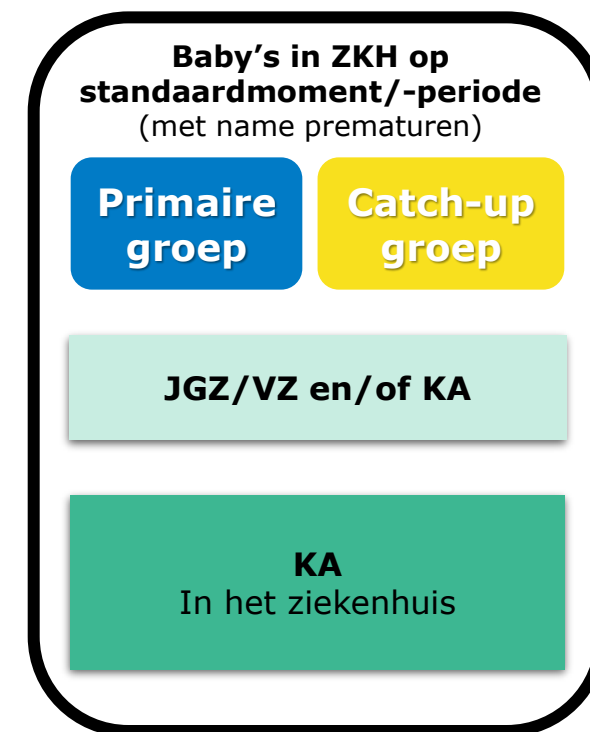 Baby’s in ZKH op
standaardmoment/-periode
(met name prematuren)
Primaire
groep
Catch-up
groep
JGZ/VZ en/of KA
KA
In het ziekenhuis